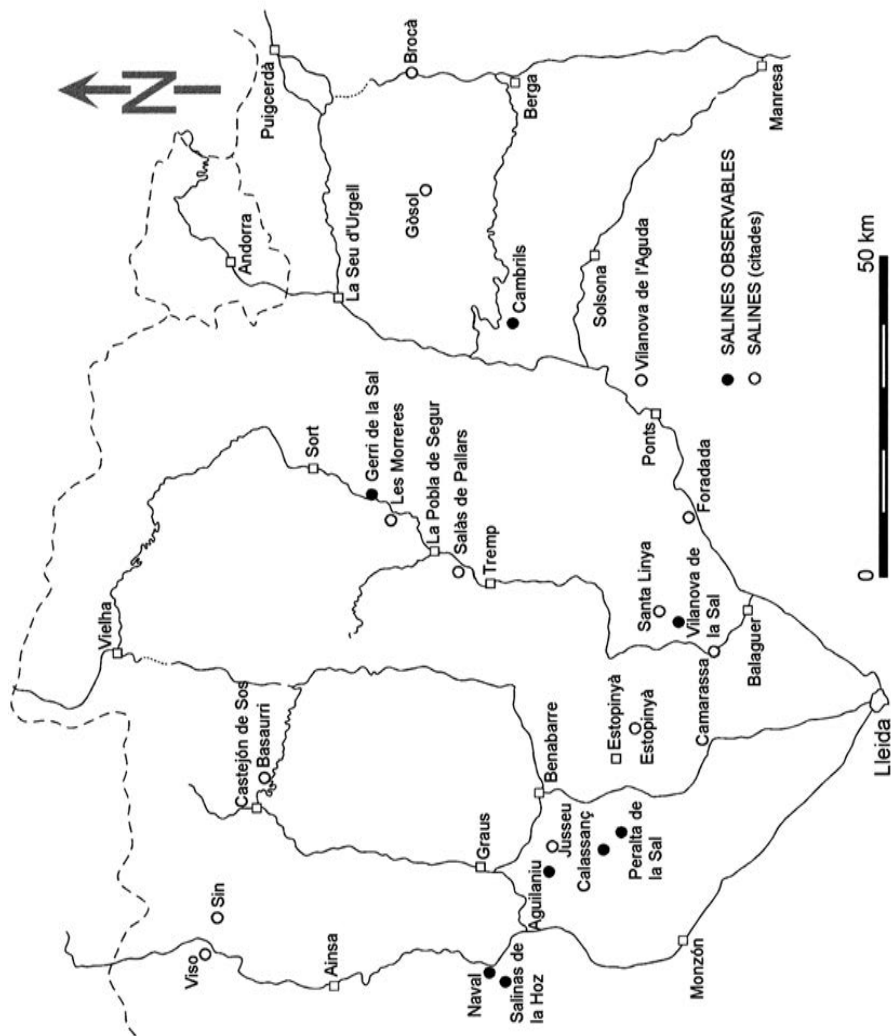 Viso
Sin
Ainsa
Naval
Salinas de
la Hoz
Monzón
Aguilaniu
Graus
Castejón de Sos
Basaurri
Jusseu
Calassanç
Peralta de
la Sal
Benabarre
Estopinyà
Estopinyà
Lleida
Camarassa
Balaguer
Vilanova de
la Sal
Santa Linya
Vielha
Tremp
Salàs de Pallars
La Pobla de Segur
Les Morreres
Gerri de la Sal
Sort
Foradada
Ponts
Vilanova de l'Aguda
Cambrils
Solsona
La Seu d'Urgell
Andorra
Gòsol
Berga
Brocà
Puigcerdà
Manresa
N
SALINES OBSERVABLES
SALINES (citades)
0
50 km